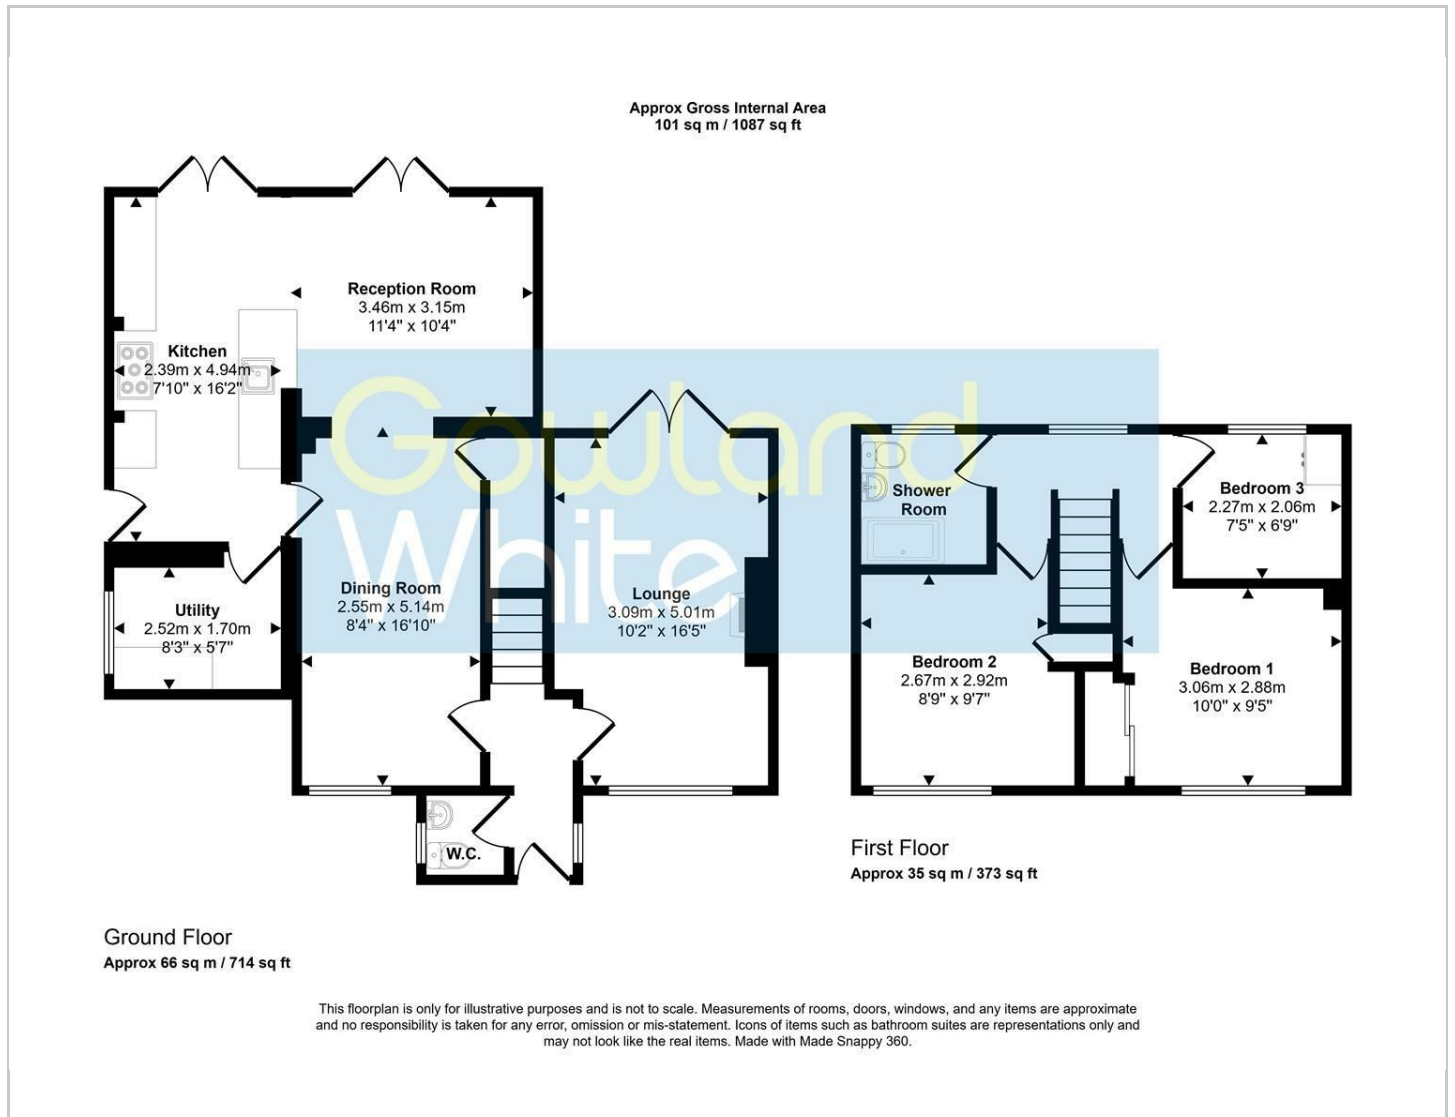 Approx Gross Internal Area
101 sq m / 1087 sq ft
Reception Room
3.46m x 3.15m
11'4" x 10'4"
Kitchen
2.39m x 4.94m
7'10" x 16'2"
Gowland
White
Dining Room
2.55m x 5.14m
8'4" x 16'10"
Lounge
3.09m x 5.01m
10'2" x 16'5"
Utility
2.52m x 1.70m
8'3" x 5'7"
W.C.
Shower
Room
Bedroom 3
2.27m x 2.06m
7'5" x 6'9"
Bedroom 2
2.67m x 2.92m
8'9" x 9'7"
Bedroom 1
3.06m x 2.88m
10'0" x 9'5"
First Floor
Approx 35 sq m / 373 sq ft
Ground Floor
Approx 66 sq m / 714 sq ft
This floorplan is only for illustrative purposes and is not to scale. Measurements of rooms, doors, windows, and any items are approximate
and no responsibility is taken for any error, omission or mis-statement. Icons of items such as bathroom suites are representations only and
may not look like the real items. Made with Made Snappy 360.